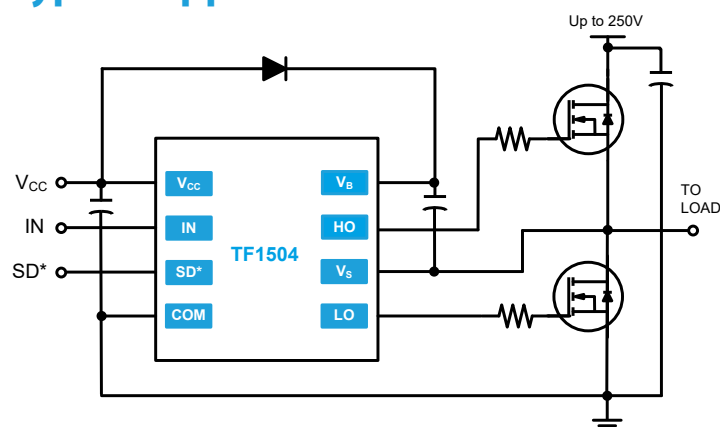 Up to 250V
VCC
IN
SD*
VCC
IN
SD*
COM
TF1504
VB
HO
VS
LO
TO
LOAD